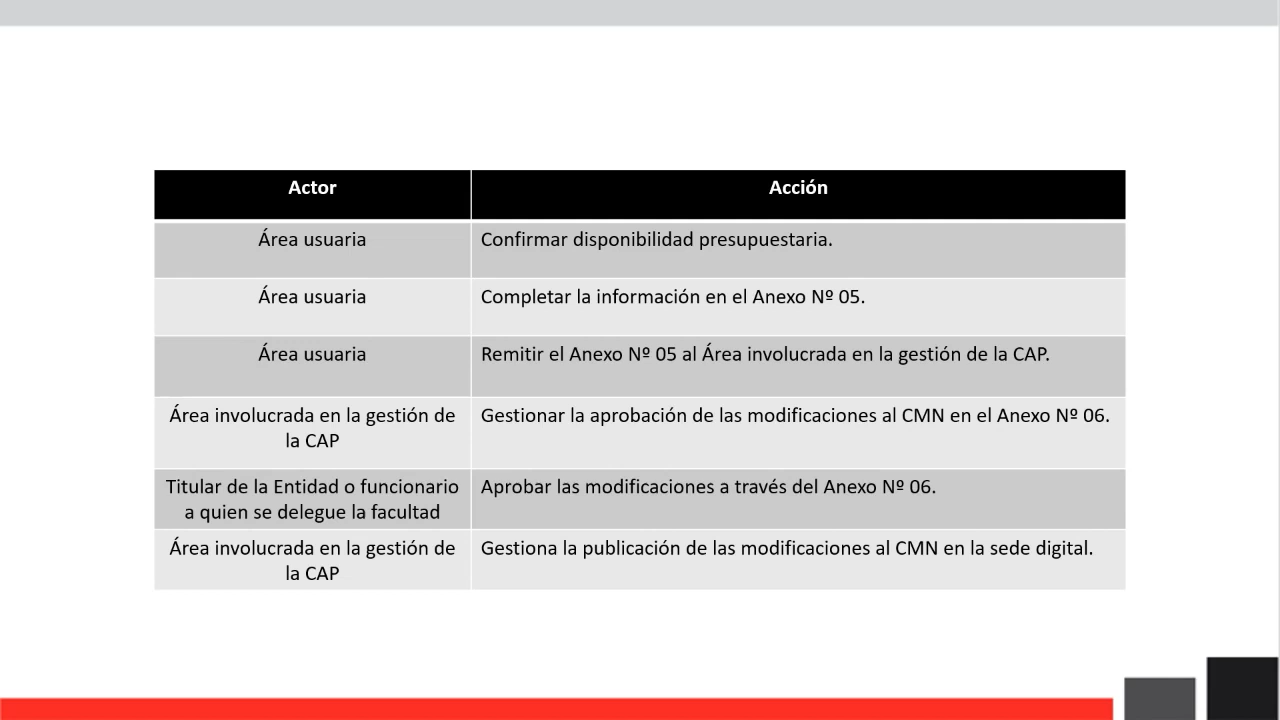 Actor
Acción
Área usuaria
Confirmar disponibilidad presupuestaria.
Área usuaria
Completar la información en el Anexo Nº 05.
Área usuaria
Remitir el Anexo Nº 05 al Área involucrada en la gestión de la CAP.
Área involucrada en la gestión de
la CAP
Gestionar la aprobación de las modificaciones al CMN en el Anexo Nº 06.
Titular de la Entidad o funcionario
a quien se delegue la facultad
Aprobar las modificaciones a través del Anexo Nº 06.
Área involucrada en la gestión de
la CAP
Gestiona la publicación de las modificaciones al CMN en la sede digital.